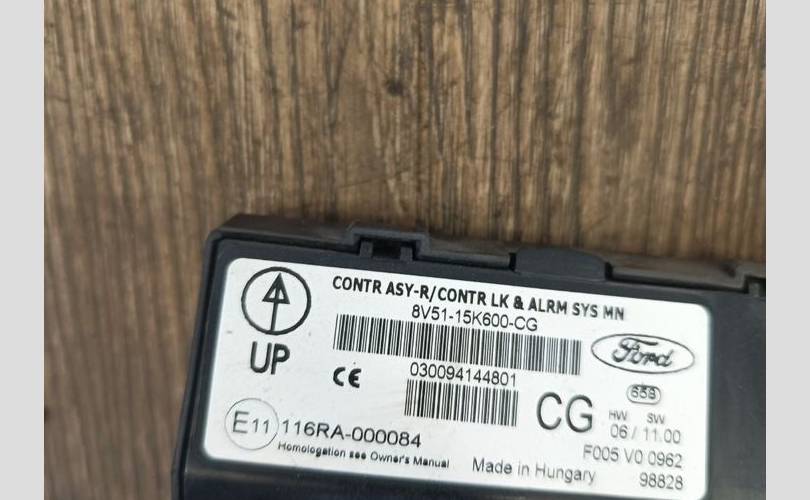 CONTR ASY-R/CONTR LK & ALRM SYS MN
8V51-15K600-CG
Ford
UP
CE
030094144801
658
CG
HW SW
06 / 11.00
E11 116RA-000084
F005 V0 0962
Homologation see Owner's Manual
Made in Hungary
98828